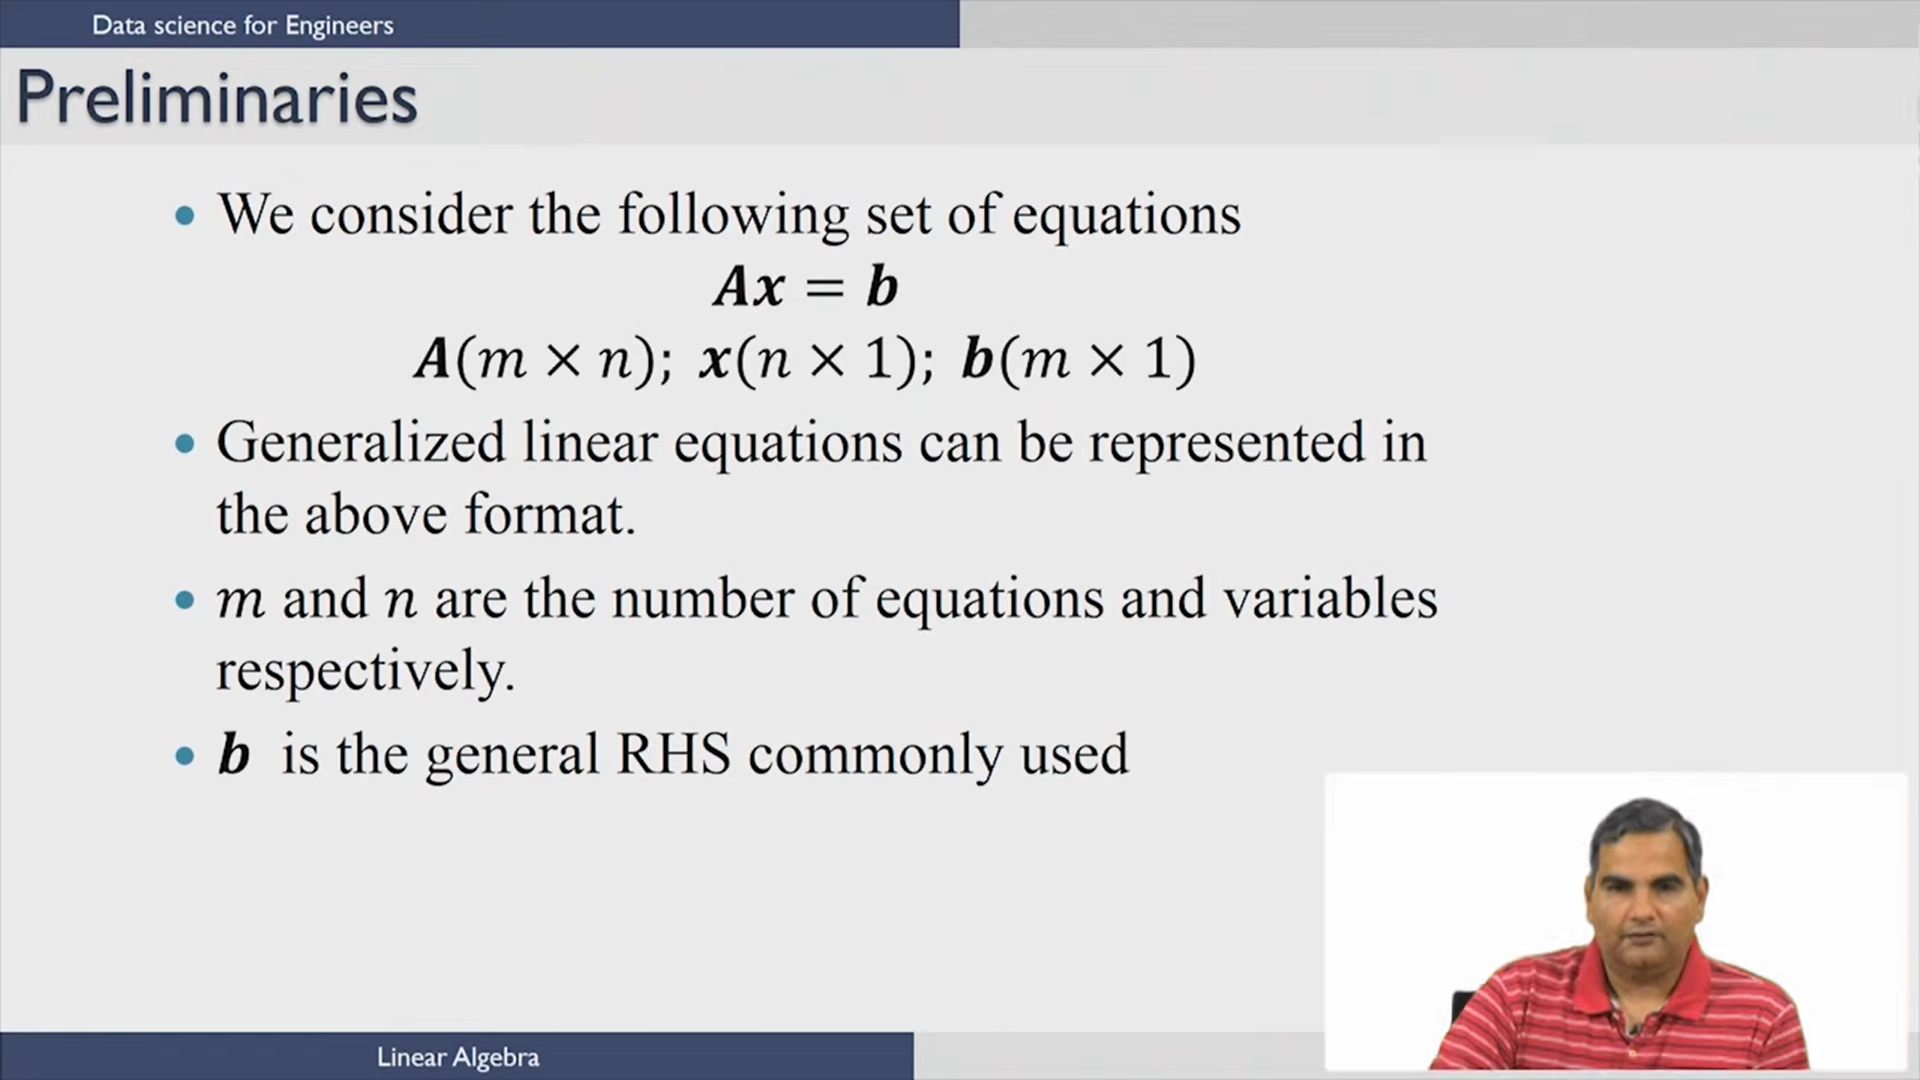 Data science for Engineers
Preliminaries
• We consider the following set of equations
Ax = b
A(m × n); x(n × 1); b(m × 1)
• Generalized linear equations can be represented in
the above format.
• m and n are the number of equations and variables
respectively.
• b is the general RHS commonly used
Linear Algebra